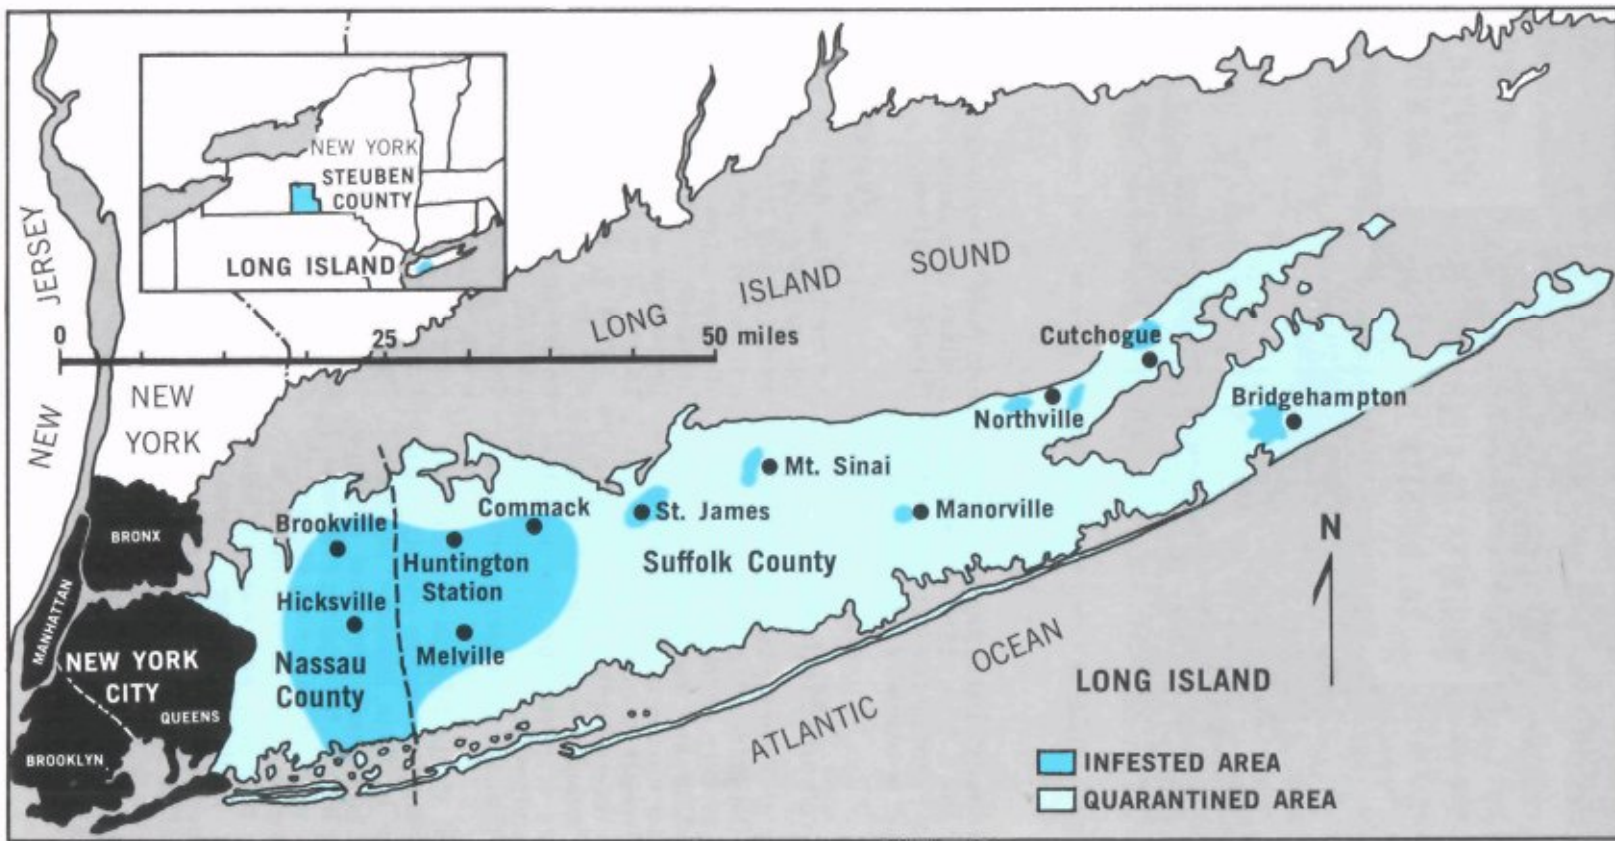 NEW YORK
STEUBEN
COUNTY
LONG ISLAND
NEW JERSEY
0 25 50 miles
LONG ISLAND SOUND
NEW
YORK
Cutchogue
Bridgehampton
Northville
Mt. Sinai
Commack
St. James
Manorville
Brookville
BRONX
Huntington
Station
Suffolk County
N
Hicksville
MANHATTAN
Melville
NEW YORK
CITY
Nassau
County
QUEENS
BROOKLYN
ATLANTIC OCEAN
LONG ISLAND
INFESTED AREA
QUARANTINED AREA